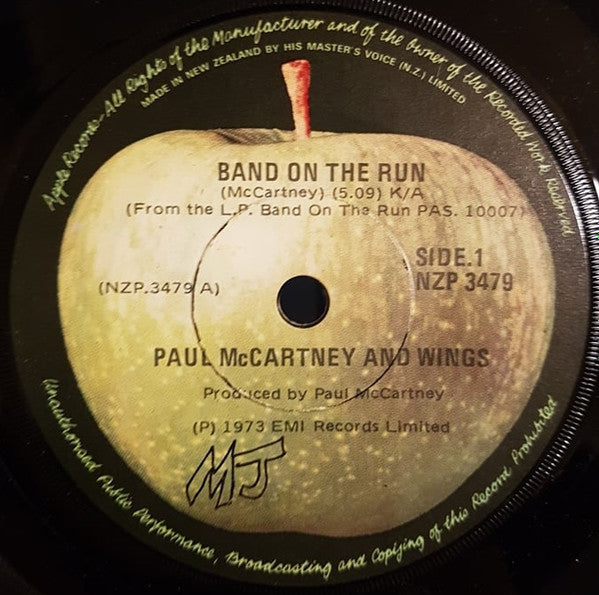 Apple Records-All Rights of the Manufacturer and of the Owner of the Recorded Work Reserved
MADE IN NEW ZEALAND BY HIS MASTER'S VOICE (N.Z.) LIMITED
BAND ON THE RUN
(McCartney) (5.09) K/A
(From the L.P. Band On The Run PAS. 10007)
SIDE.1
(NZP.3479 A)
NZP 3479
PAUL McCARTNEY AND WINGS
Produced by Paul McCartney
(P) 1973 EMI Records Limited
MJ
Unauthorised Public Performance, Broadcasting and Copying of this Record Prohibited